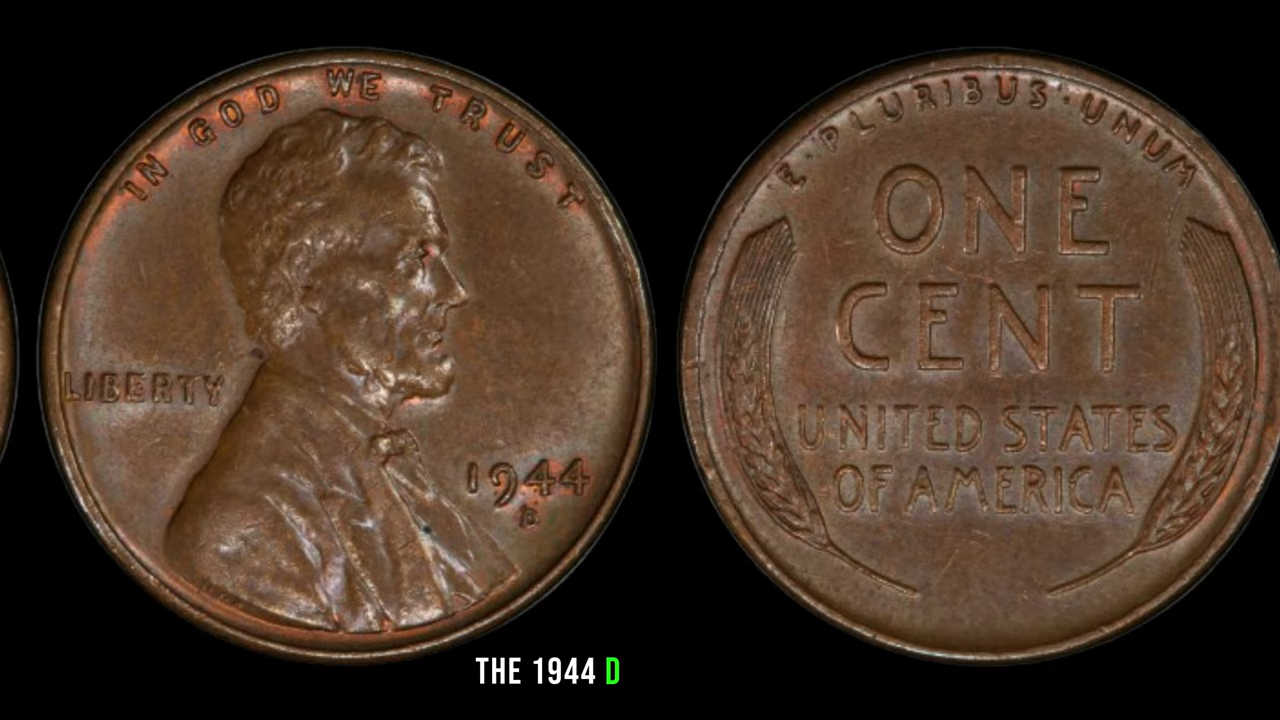 IN GOD WE TRUST
LIBERTY
1944
D
E · PLURIBUS · UNUM
ONE
CENT
UNITED STATES
OF AMERICA
THE 1944 D